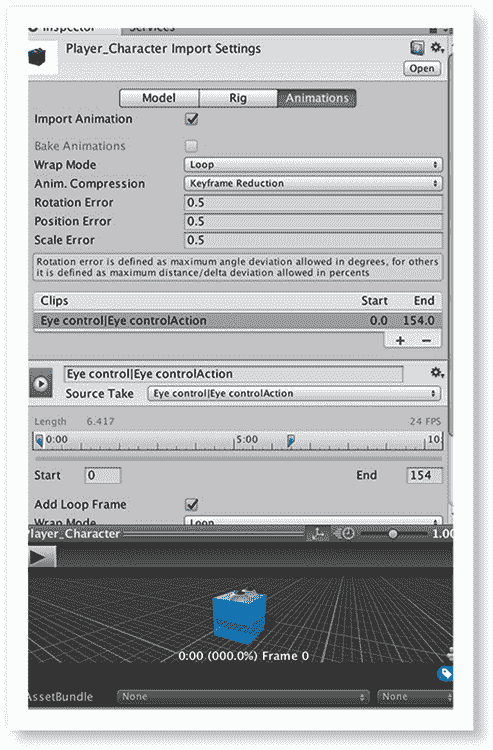 Inspector Services
Player_Character Import Settings
Open
Model Rig Animations
Import Animation
Bake Animations
Wrap Mode Loop
Anim. Compression Keyframe Reduction
Rotation Error 0.5
Position Error 0.5
Scale Error 0.5
Rotation error is defined as maximum angle deviation allowed in degrees, for others
it is defined as maximum distance/delta deviation allowed in percents
Clips Start End
Eye control|Eye controlAction 0.0 154.0
+ −
Eye control|Eye controlAction
Source Take Eye control|Eye controlAction
Length 6.417 24 FPS
0:00 5:00 10:
Start 0 End 154
Add Loop Frame
Wrap Mode Loop
Player_Character 1.00
0:00 (000.0%) Frame 0
AssetBundle None None